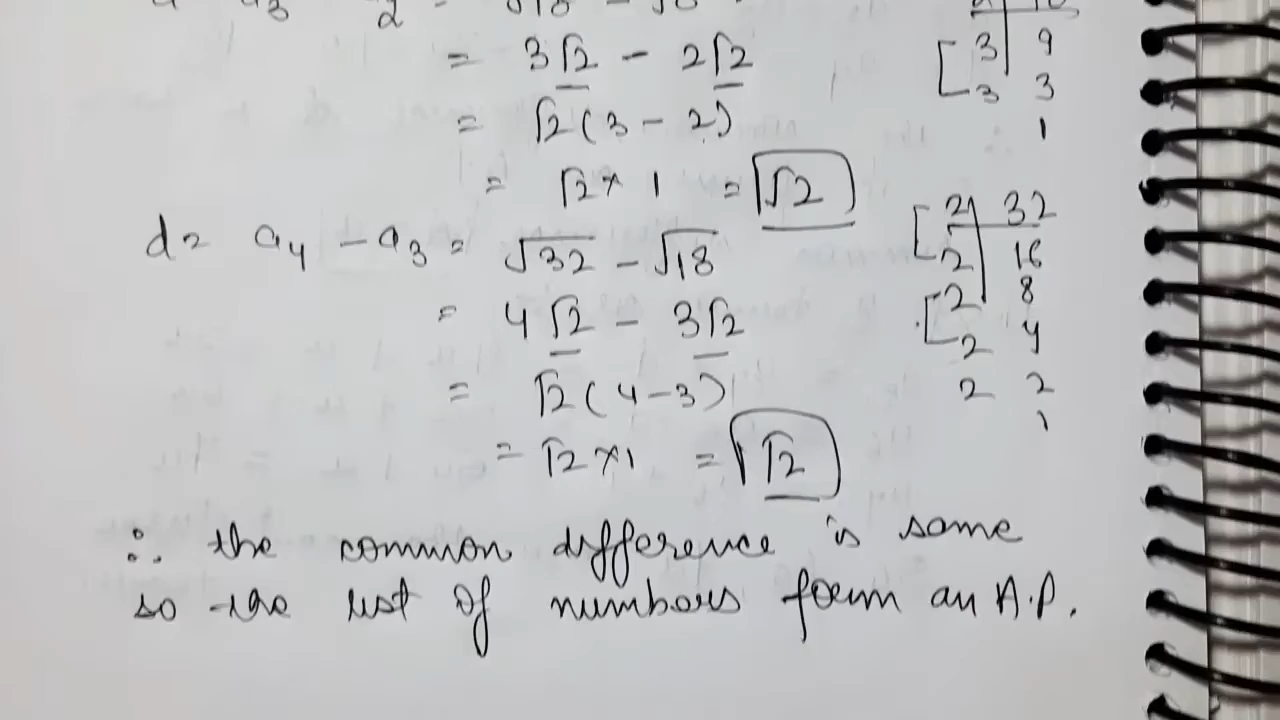 = 3√2 - 2√2
= √2(3 - 2)
= √2 × 1 = √2
d= a₄ - a₃ = √32 - √18
= 4√2 - 3√2
= √2(4-3)
= √2 × 1 = √2
∴ the common difference is same
so the list of numbers form an A.P.
3 9
3 3
1
2 32
2 16
2 8
2 4
2 2
1